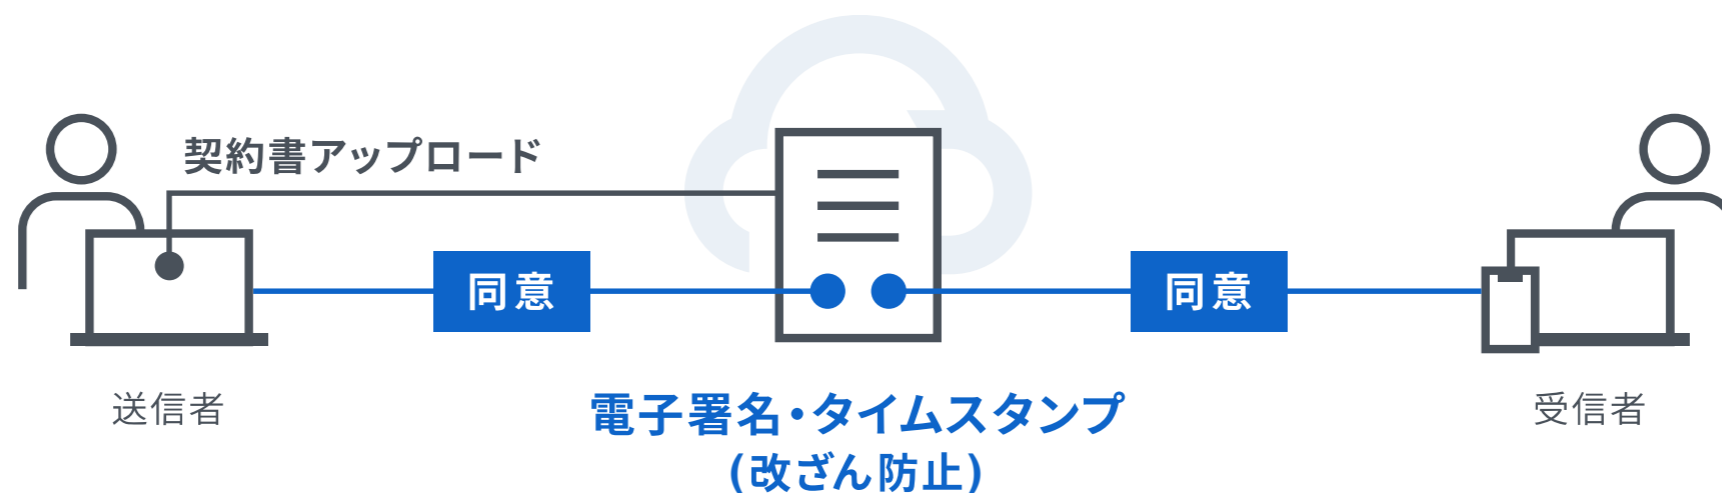 契約書アップロード
同意
同意
送信者
電子署名・タイムスタンプ
(改ざん防止)
受信者